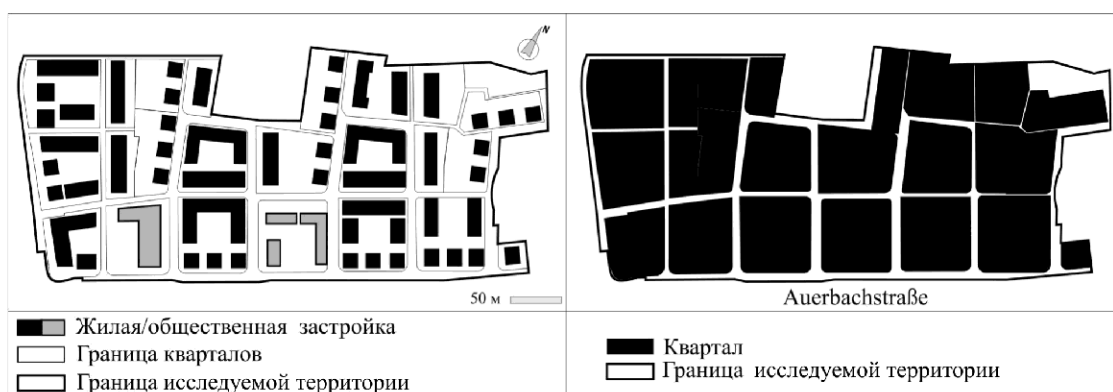 N
50 м
Auerbachstraße
Жилая/общественная застройка
Граница кварталов
Граница исследуемой территории
Квартал
Граница исследуемой территории